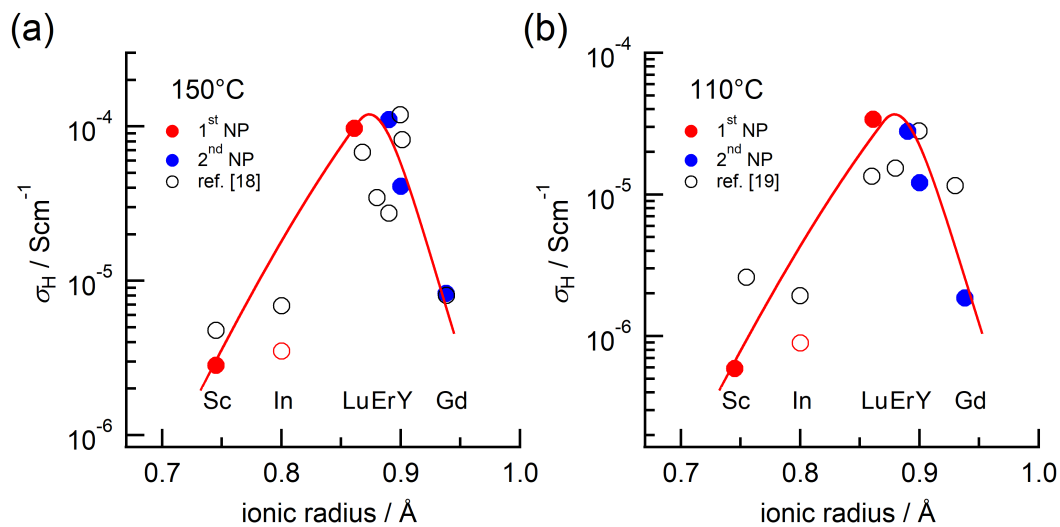 (a)
150°C
1st NP
2nd NP
ref. [18]
10-4
10-5
10-6
σH / Scm-1
Sc In LuErY Gd
0.7 0.8 0.9 1.0
ionic radius / Å
(b)
110°C
1st NP
2nd NP
ref. [19]
10-4
10-5
10-6
σH / Scm-1
Sc In LuErY Gd
0.7 0.8 0.9 1.0
ionic radius / Å